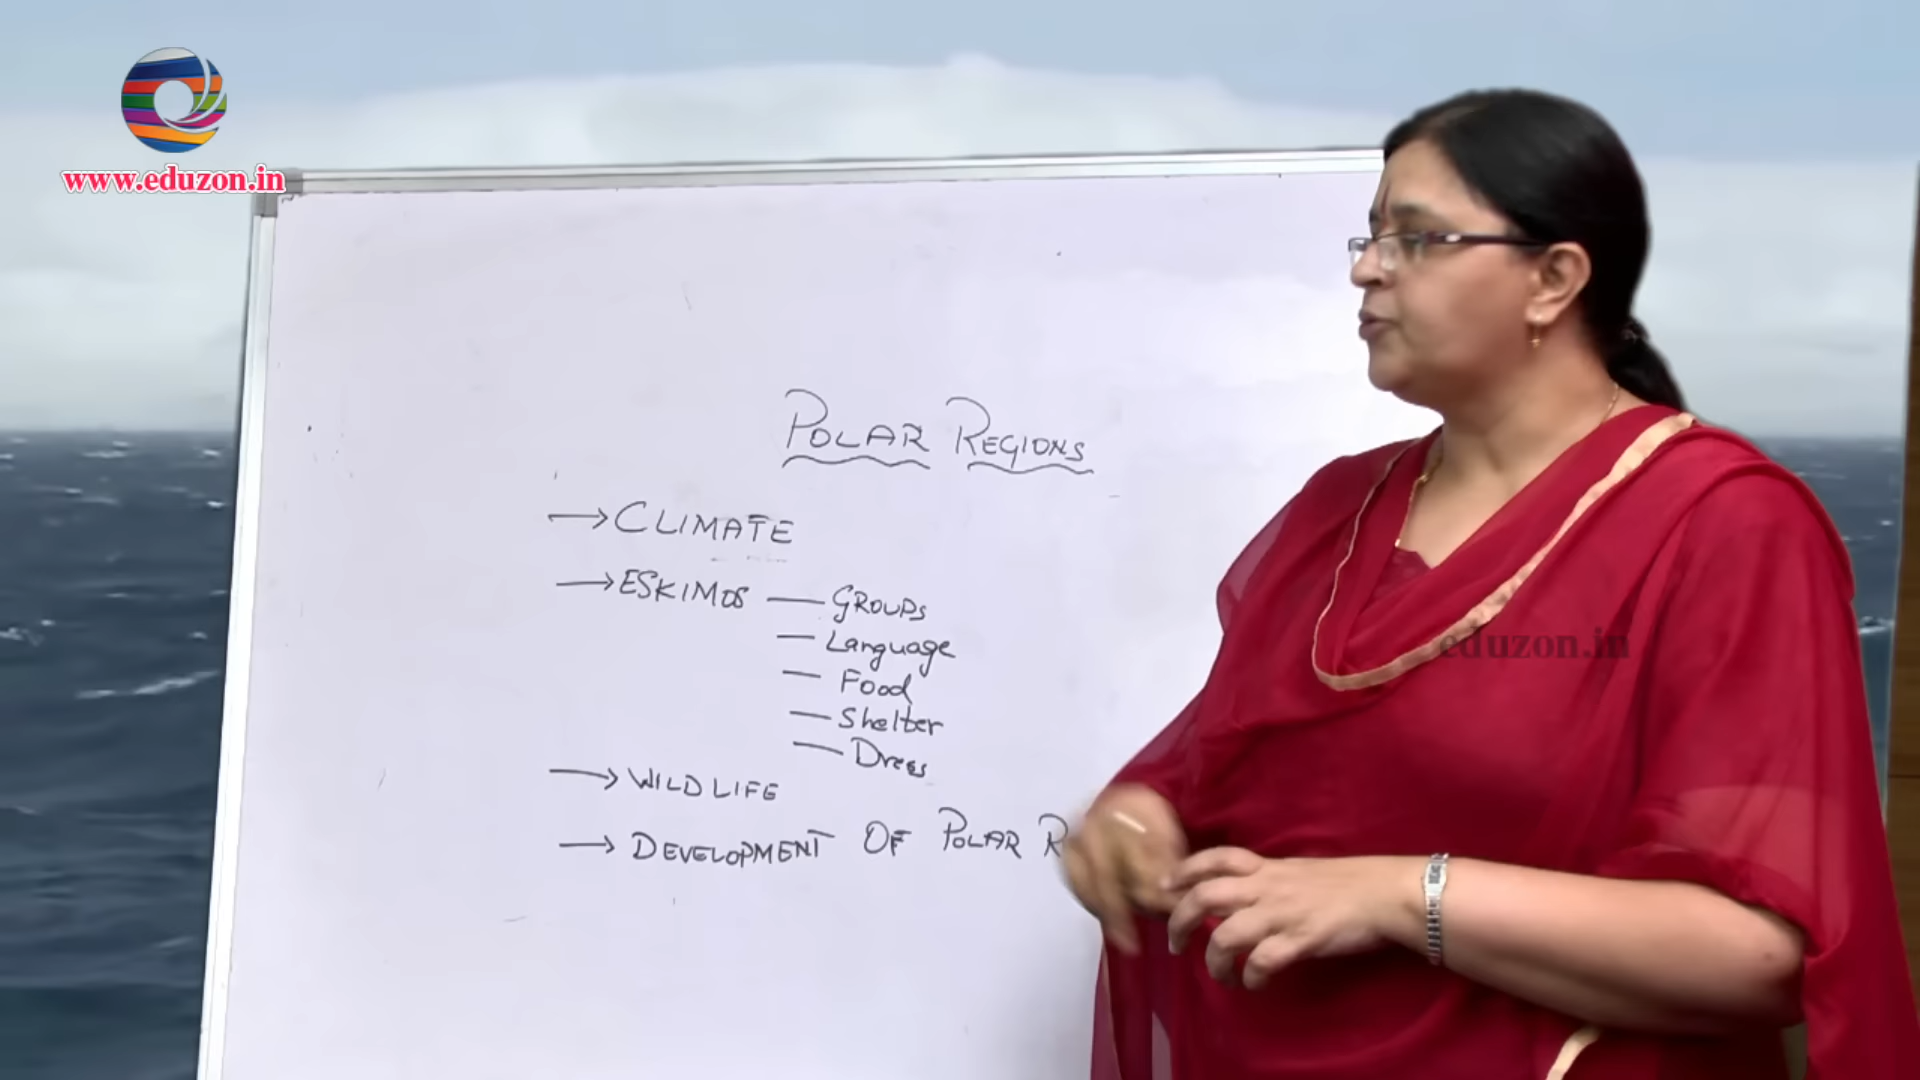 www.eduzon.in
POLAR REGIONS
→ CLIMATE
→ ESKIMOS — GROUPS
— Language
— Food
— Shelter
— Dress
→ WILD LIFE
→ DEVELOPMENT OF POLAR R
eduzon.in